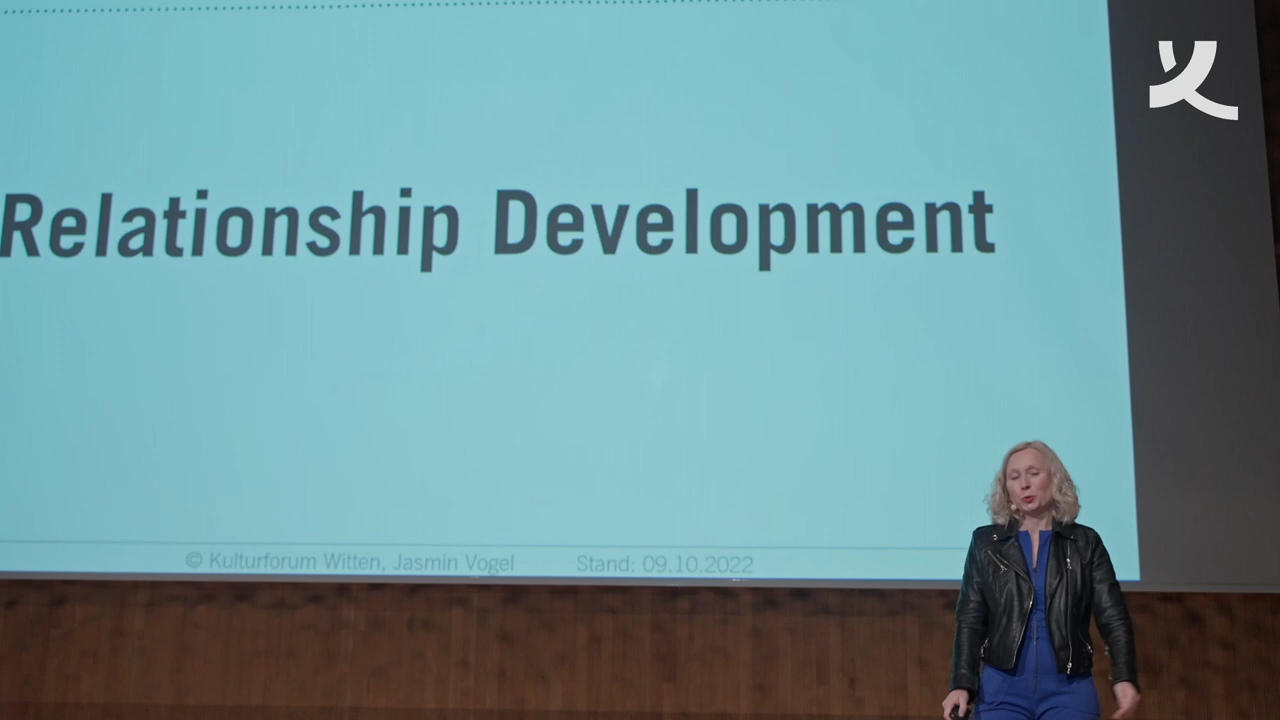 Relationship Development
© Kulturforum Witten, Jasmin Vogel Stand: 09.10.2022